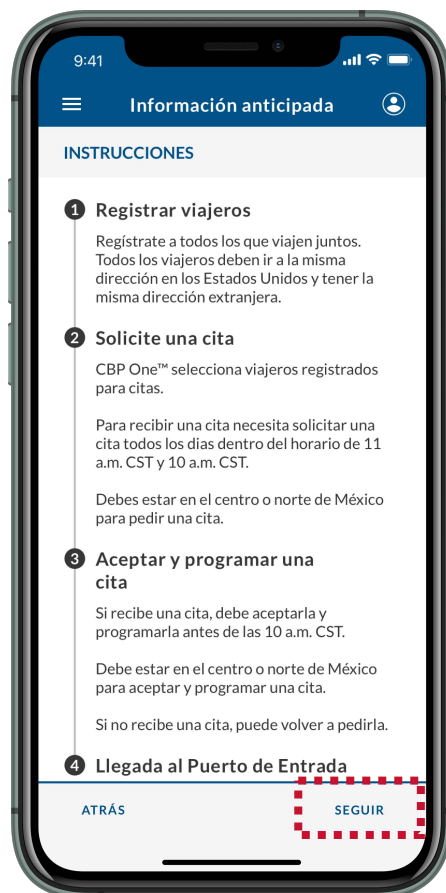 9:41
Información anticipada
INSTRUCCIONES
1 Registrar viajeros
Regístrate a todos los que viajen juntos.
Todos los viajeros deben ir a la misma
dirección en los Estados Unidos y tener la
misma dirección extranjera.
2 Solicite una cita
CBP One™ selecciona viajeros registrados
para citas.
Para recibir una cita necesita solicitar una
cita todos los dias dentro del horario de 11
a.m. CST y 10 a.m. CST.
Debes estar en el centro o norte de México
para pedir una cita.
3 Aceptar y programar una
cita
Si recibe una cita, debe aceptarla y
programarla antes de las 10 a.m. CST.
Debe estar en el centro o norte de México
para aceptar y programar una cita.
Si no recibe una cita, puede volver a pedirla.
4 Llegada al Puerto de Entrada
ATRÁS SEGUIR